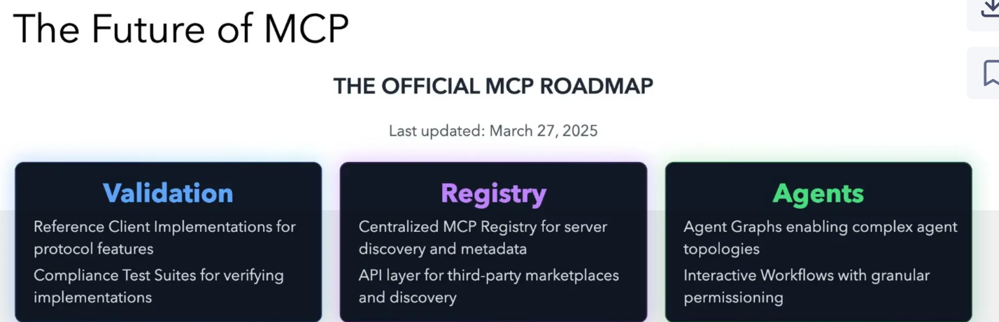 The Future of MCP
THE OFFICIAL MCP ROADMAP
Last updated: March 27, 2025
Validation
Reference Client Implementations for
protocol features
Compliance Test Suites for verifying
implementations
Registry
Centralized MCP Registry for server
discovery and metadata
API layer for third-party marketplaces
and discovery
Agents
Agent Graphs enabling complex agent
topologies
Interactive Workflows with granular
permissioning